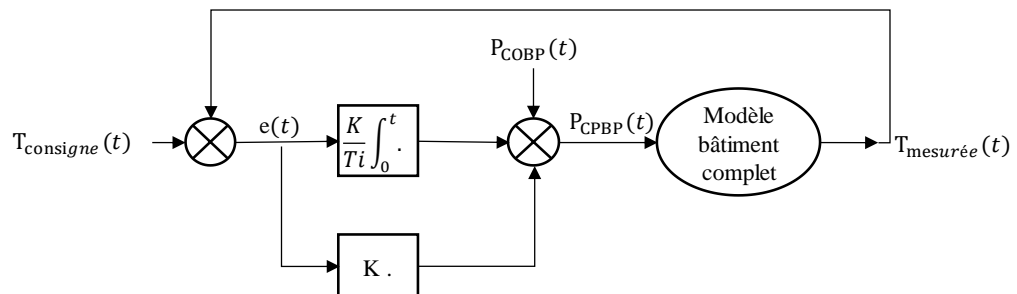 P_COBP(t)
T_consigne(t)
e(t)
K/Ti ∫_0^t .
P_CPBP(t)
Modèle
bâtiment
complet
T_mesurée(t)
K .